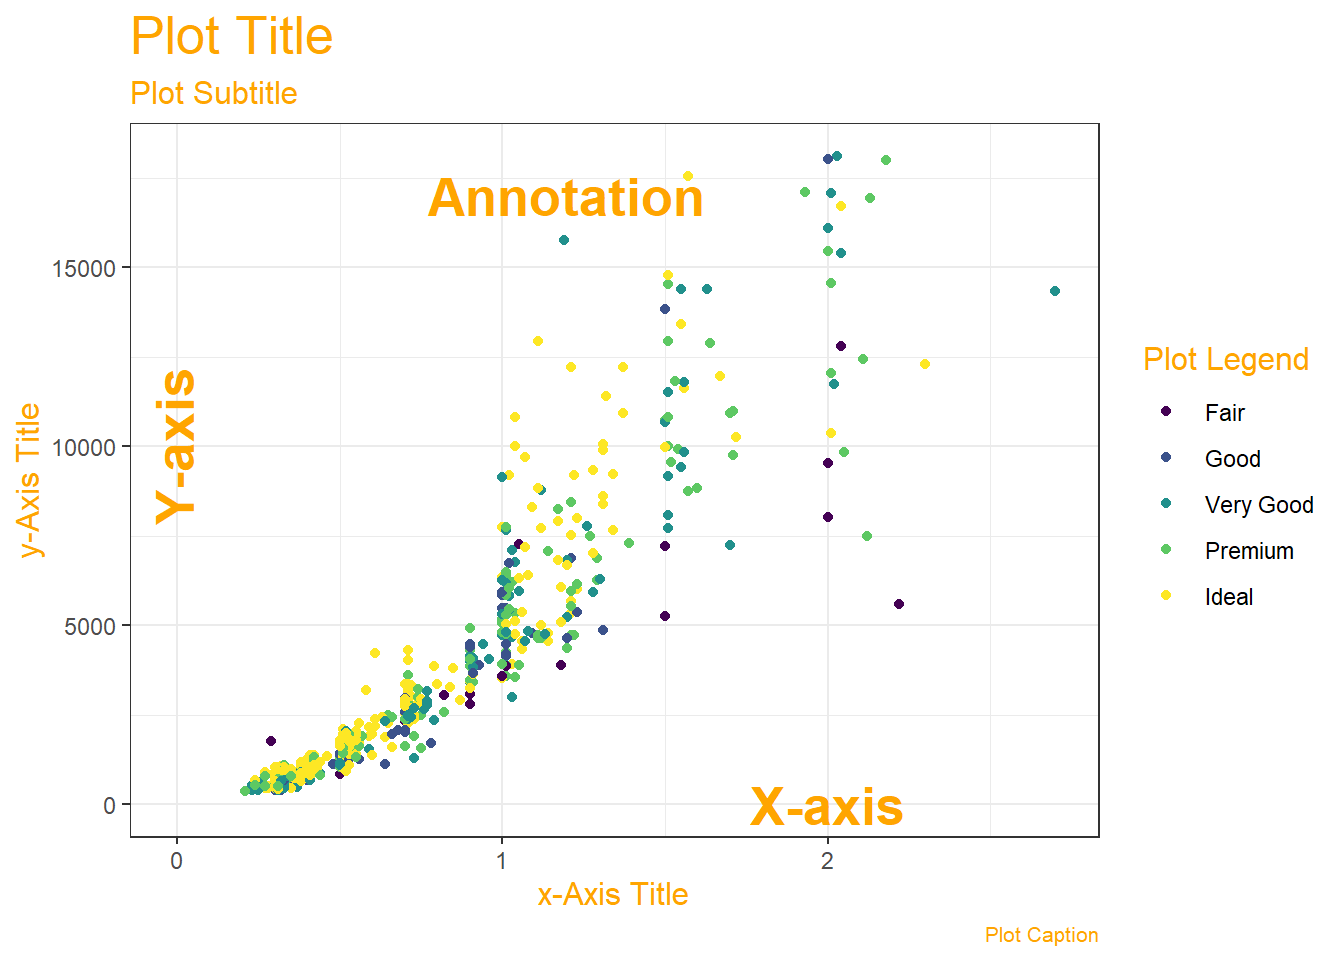 Plot Title
Plot Subtitle
Annotation
15000
10000
5000
0
Y-axis
y-Axis Title
X-axis
0 1 2
x-Axis Title
Plot Legend
Fair
Good
Very Good
Premium
Ideal
Plot Caption